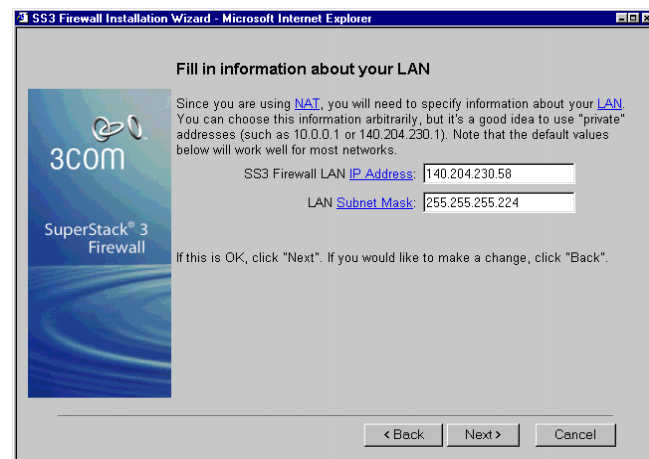 SS3 Firewall Installation Wizard - Microsoft Internet Explorer
Fill in information about your LAN
Since you are using NAT, you will need to specify information about your LAN.
You can choose this information arbitrarily, but it's a good idea to use "private"
addresses (such as 10.0.0.1 or 140.204.230.1). Note that the default values
below will work well for most networks.
SS3 Firewall LAN IP Address: 140.204.230.58
LAN Subnet Mask: 255.255.255.224
If this is OK, click "Next". If you would like to make a change, click "Back".
3COM
SuperStack® 3
Firewall
< Back
Next >
Cancel